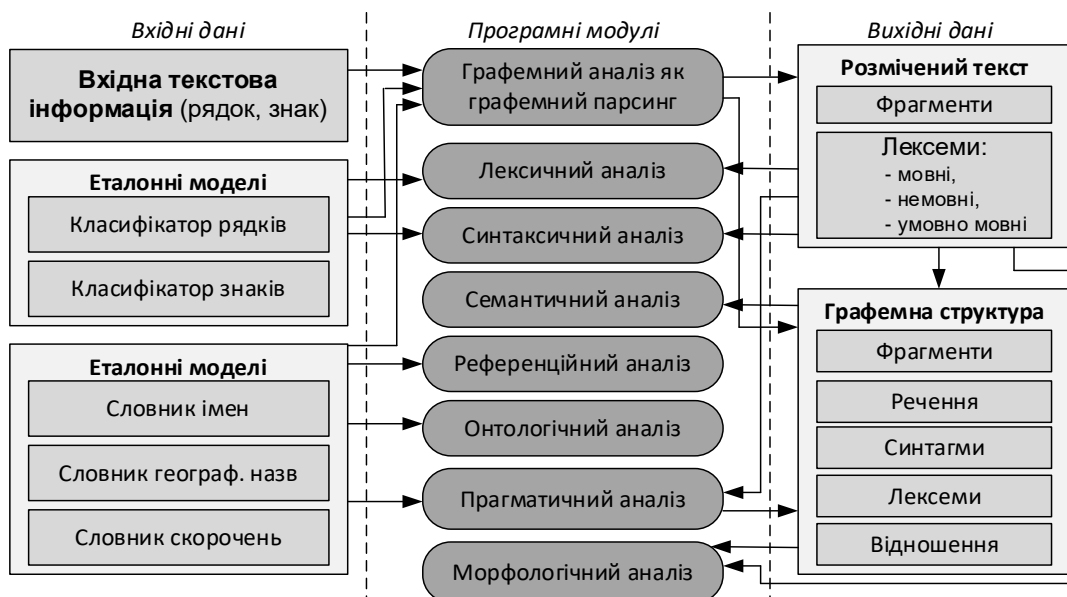 Вхідні дані
Вхідна текстова
інформація (рядок, знак)
Еталонні моделі
Класифікатор рядків
Класифікатор знаків
Еталонні моделі
Словник імен
Словник географ. назв
Словник скорочень
Програмні модулі
Графемний аналіз як
графемний парсинг
Лексичний аналіз
Синтаксичний аналіз
Семантичний аналіз
Референційний аналіз
Онтологічний аналіз
Прагматичний аналіз
Морфологічний аналіз
Вихідні дані
Розмічений текст
Фрагменти
Лексеми:
- мовні,
- немовні,
- умовно мовні
Графемна структура
Фрагменти
Речення
Синтагми
Лексеми
Відношення